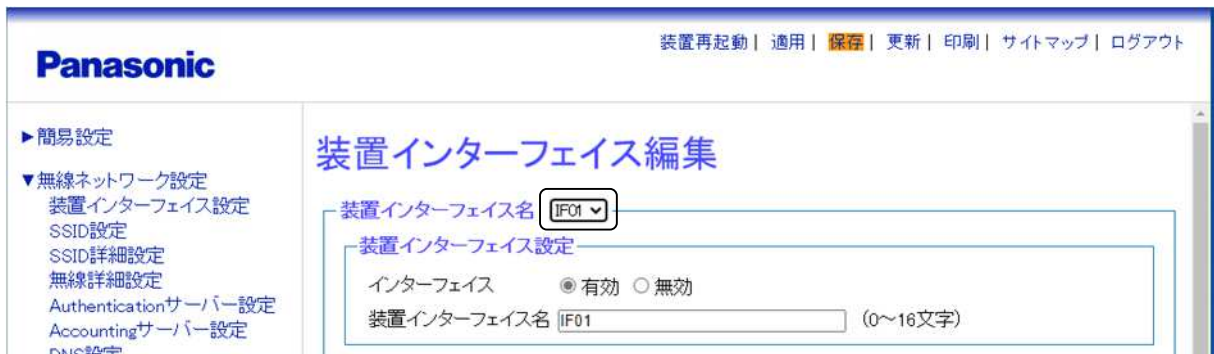 Panasonic
装置再起動| 適用| 保存| 更新| 印刷| サイトマップ| ログアウト
▶簡易設定
▼無線ネットワーク設定
装置インターフェイス設定
SSID設定
SSID詳細設定
無線詳細設定
Authenticationサーバー設定
Accountingサーバー設定
DNS設定
装置インターフェイス編集
装置インターフェイス名 IF01
装置インターフェイス設定
インターフェイス 有効 無効
装置インターフェイス名 IF01 (0～16文字)